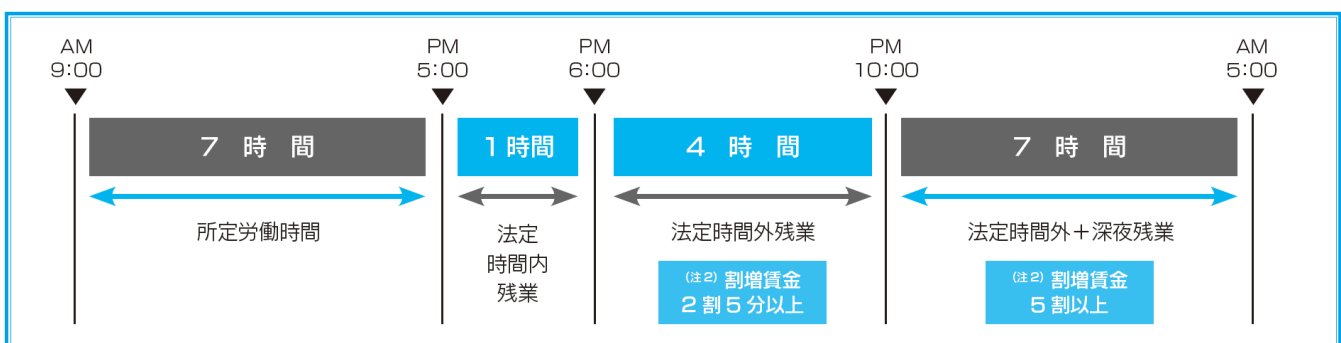 AM
9:00
PM
5:00
PM
6:00
PM
10:00
AM
5:00
7 時 間
1時間
4 時 間
7 時 間
所定労働時間
法定
時間内
残業
法定時間外残業
(注2) 割増賃金
2割5分以上
法定時間外＋深夜残業
(注2) 割増賃金
5割以上